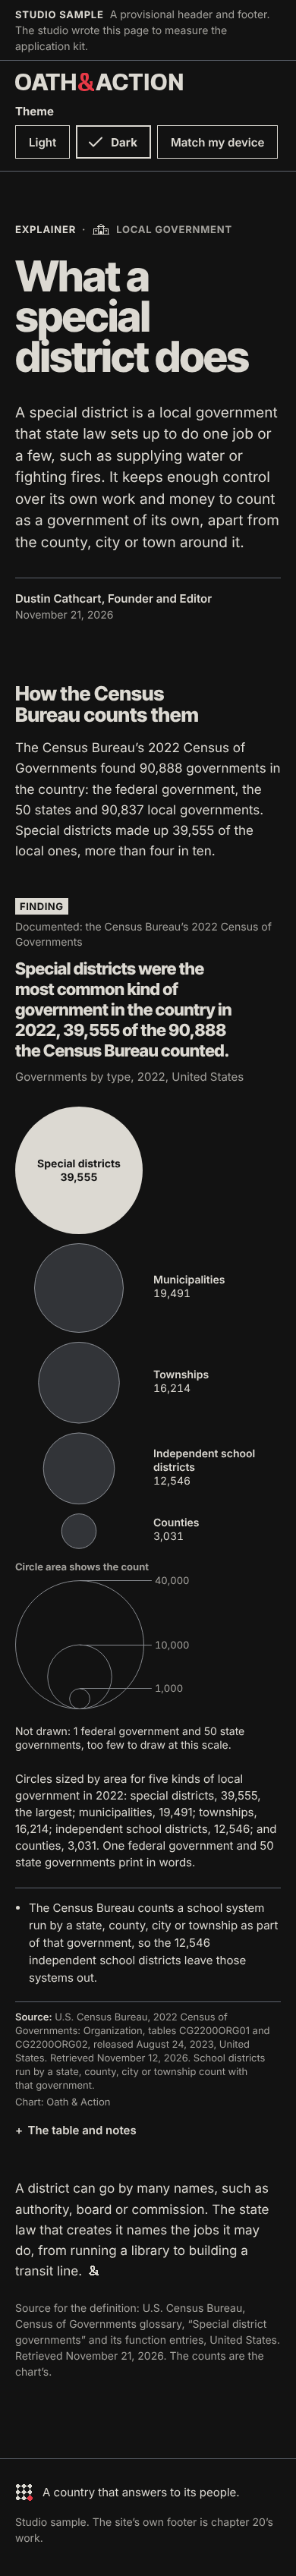 STUDIO SAMPLE A provisional header and footer.
The studio wrote this page to measure the
application kit.
OATH&ACTION
Theme
Light
Dark
Match my device
EXPLAINER · LOCAL GOVERNMENT
What a
special
district does
A special district is a local government
that state law sets up to do one job or
a few, such as supplying water or
fighting fires. It keeps enough control
over its own work and money to count
as a government of its own, apart from
the county, city or town around it.
Dustin Cathcart, Founder and Editor
November 21, 2026
How the Census
Bureau counts them
The Census Bureau’s 2022 Census of
Governments found 90,888 governments in
the country: the federal government, the
50 states and 90,837 local governments.
Special districts made up 39,555 of the
local ones, more than four in ten.
FINDING
Documented: the Census Bureau’s 2022 Census of
Governments
Special districts were the
most common kind of
government in the country in
2022, 39,555 of the 90,888
the Census Bureau counted.
Governments by type, 2022, United States
Special districts
39,555
Municipalities
19,491
Townships
16,214
Independent school
districts
12,546
Counties
3,031
Circle area shows the count
40,000
10,000
1,000
Not drawn: 1 federal government and 50 state
governments, too few to draw at this scale.
Circles sized by area for five kinds of local
government in 2022: special districts, 39,555,
the largest; municipalities, 19,491; townships,
16,214; independent school districts, 12,546; and
counties, 3,031. One federal government and 50
state governments print in words.
• The Census Bureau counts a school system
run by a state, county, city or township as part
of that government, so the 12,546
independent school districts leave those
systems out.
Source: U.S. Census Bureau, 2022 Census of
Governments: Organization, tables CG2200ORG01 and
CG2200ORG02, released August 24, 2023, United
States. Retrieved November 12, 2026. School districts
run by a state, county, city or township count with
that government.
Chart: Oath & Action
+ The table and notes
A district can go by many names, such as
authority, board or commission. The state
law that creates it names the jobs it may
do, from running a library to building a
transit line. &
Source for the definition: U.S. Census Bureau,
Census of Governments glossary, “Special district
governments” and its function entries, United States.
Retrieved November 21, 2026. The counts are the
chart’s.
A country that answers to its people.
Studio sample. The site’s own footer is chapter 20’s
work.